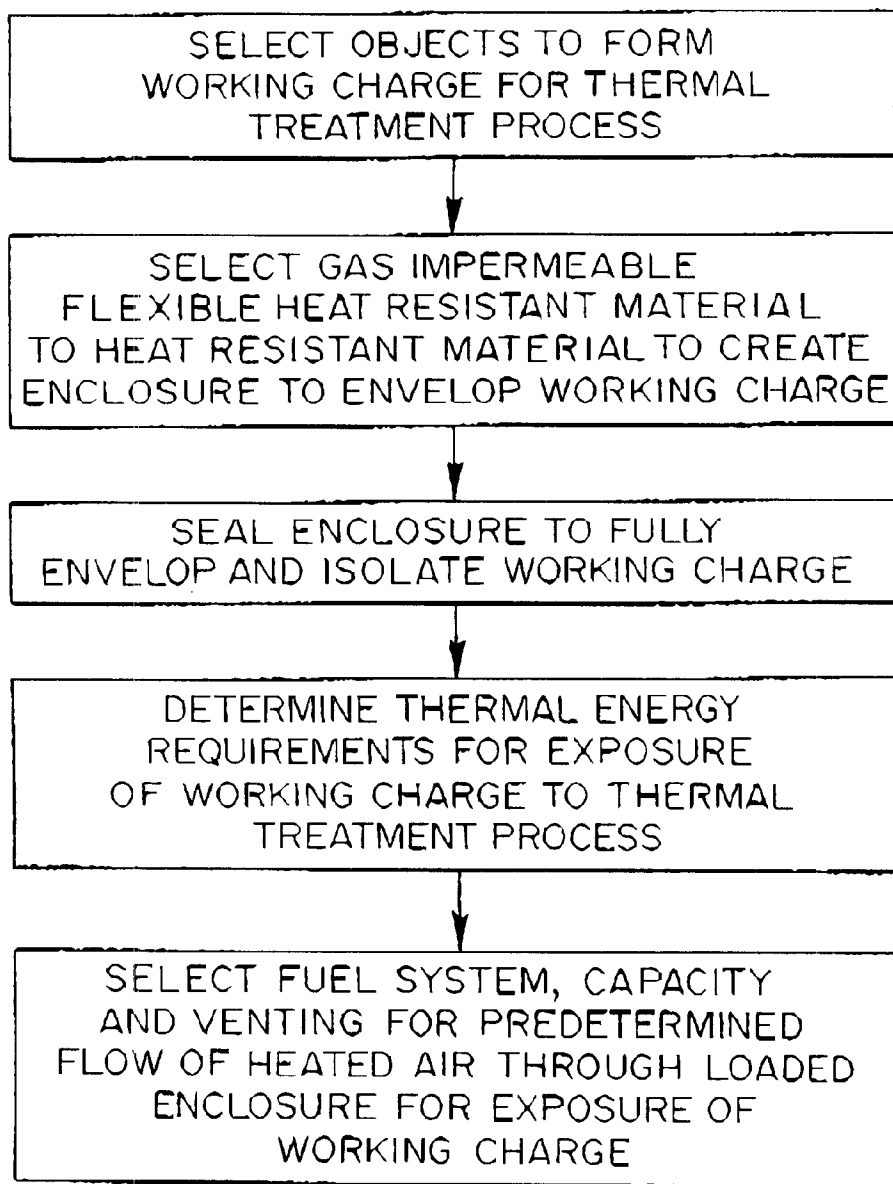 SELECT OBJECTS TO FORM
WORKING CHARGE FOR THERMAL
TREATMENT PROCESS
SELECT GAS IMPERMEABLE
FLEXIBLE HEAT RESISTANT MATERIAL
TO HEAT RESISTANT MATERIAL TO CREATE
ENCLOSURE TO ENVELOP WORKING CHARGE
SEAL ENCLOSURE TO FULLY
ENVELOP AND ISOLATE WORKING CHARGE
DETERMINE THERMAL ENERGY
REQUIREMENTS FOR EXPOSURE
OF WORKING CHARGE TO THERMAL
TREATMENT PROCESS
SELECT FUEL SYSTEM, CAPACITY
AND VENTING FOR PREDETERMINED
FLOW OF HEATED AIR THROUGH LOADED
ENCLOSURE FOR EXPOSURE OF
WORKING CHARGE